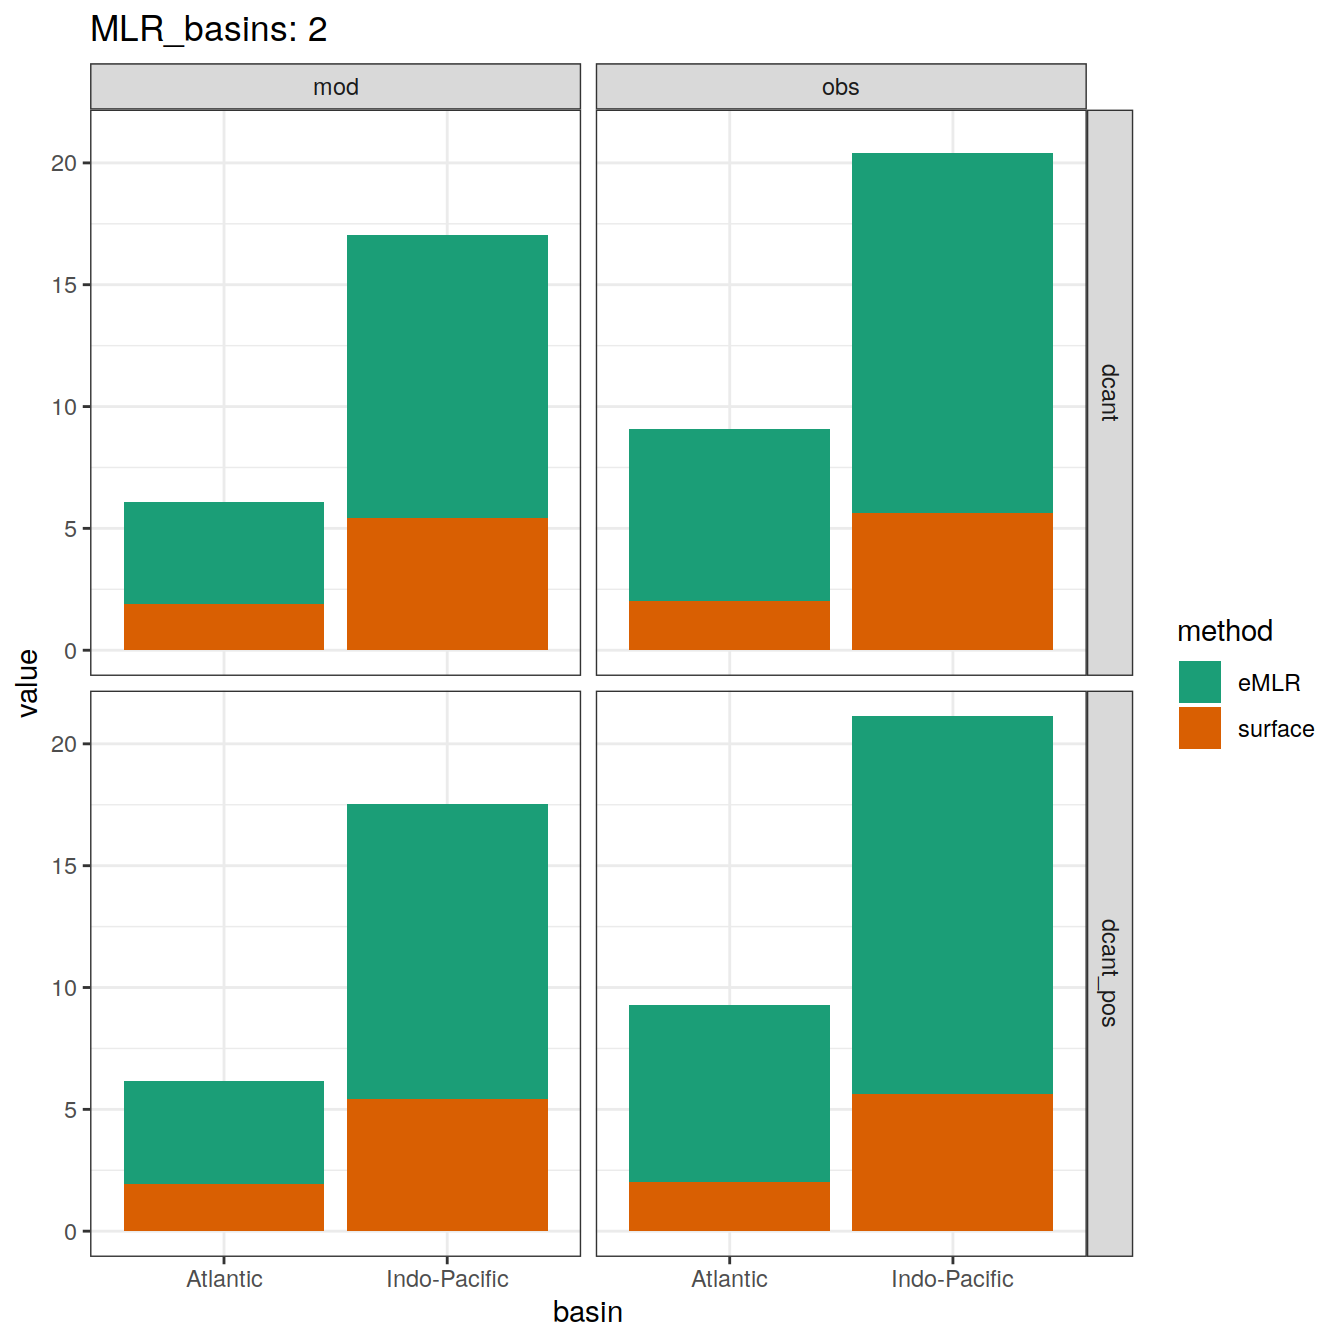 MLR_basins: 2
mod
obs
20
15
10
5
0
dcant
value
20
15
10
5
0
dcant_pos
method
eMLR
surface
Atlantic
Indo-Pacific
Atlantic
Indo-Pacific
basin